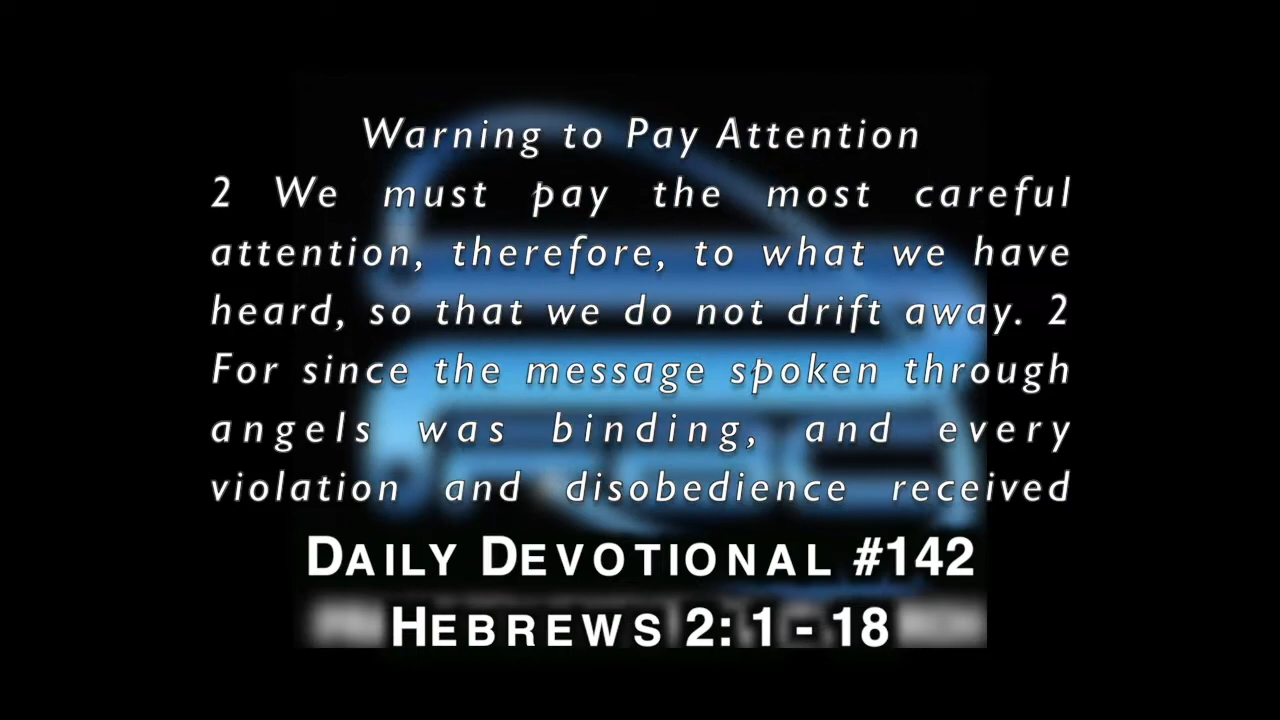 Warning to Pay Attention
2 We must pay the most careful
attention, therefore, to what we have
heard, so that we do not drift away. 2
For since the message spoken through
angels was binding, and every
violation and disobedience received
DAILY DEVOTIONAL #142
HEBREWS 2: 1 - 18